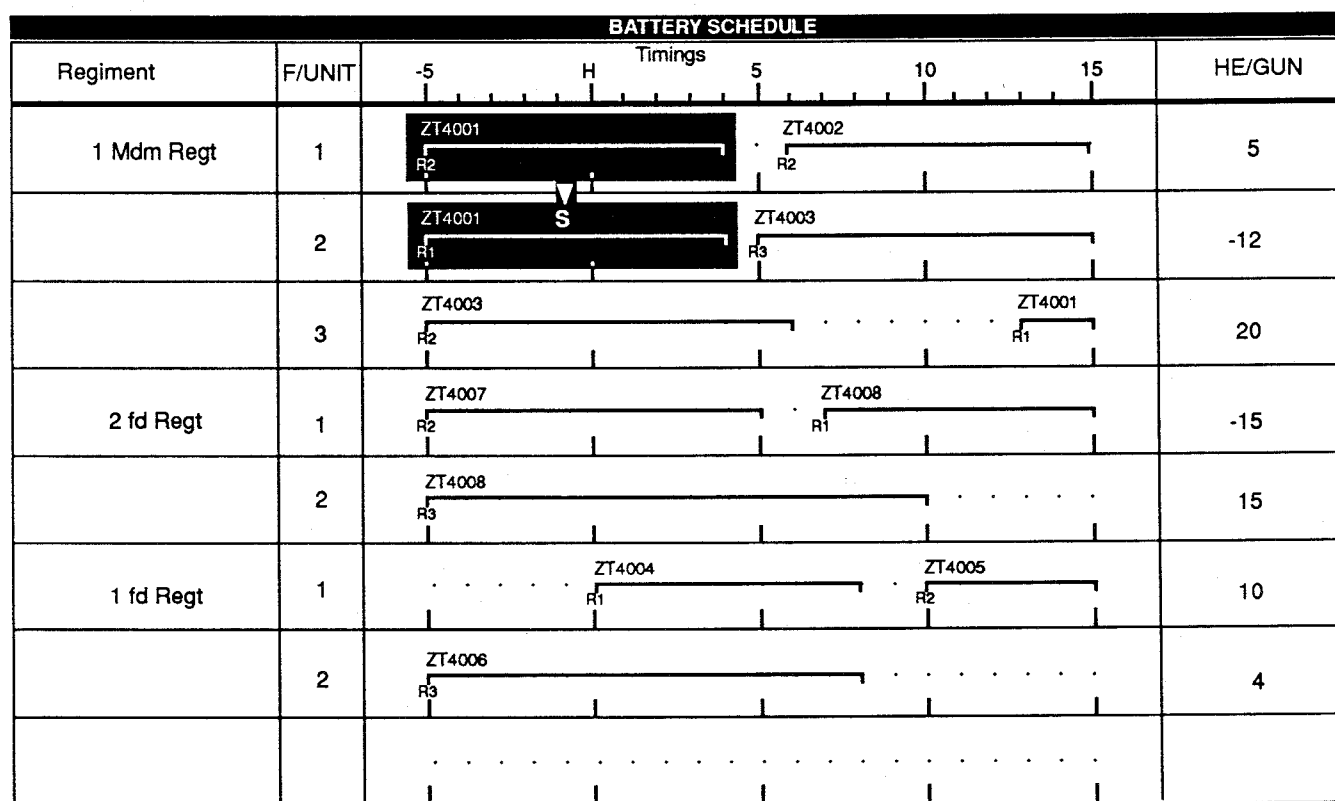 BATTERY SCHEDULE
Regiment F/UNIT Timings HE/GUN
-5 H 5 10 15
ZT4001 ZT4002
1 Mdm Regt 1 R2 R2 5
S
ZT4001 ZT4003
2 R1 R3 -12
ZT4003 ZT4001
3 R2 R1 20
ZT4007 ZT4008
2 fd Regt 1 R2 R1 -15
ZT4008
2 R3 15
ZT4004 ZT4005
1 fd Regt 1 R1 R2 10
ZT4006
2 R3 4